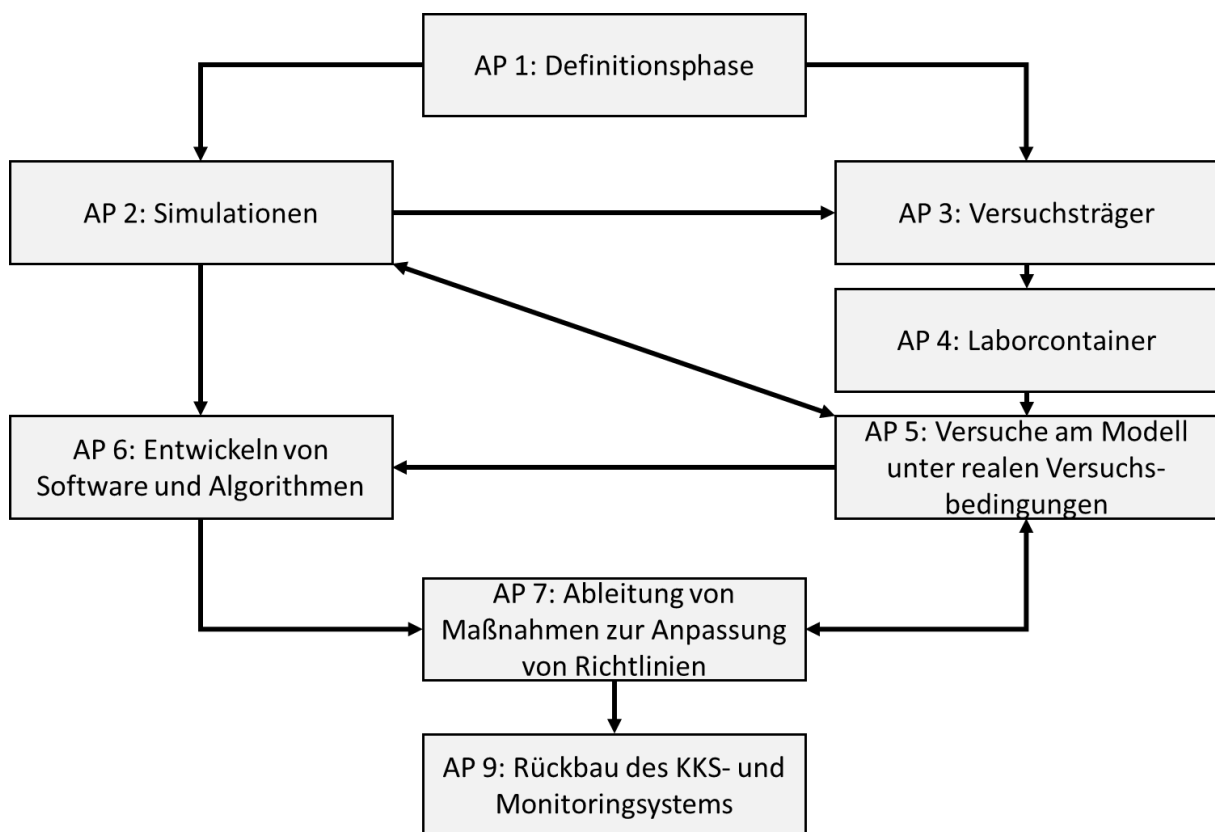 AP 1: Definitionsphase
AP 2: Simulationen
AP 3: Versuchsträger
AP 4: Laborcontainer
AP 6: Entwickeln von
Software und Algorithmen
AP 5: Versuche am Modell
unter realen Versuchs-
bedingungen
AP 7: Ableitung von
Maßnahmen zur Anpassung
von Richtlinien
AP 9: Rückbau des KKS- und
Monitoringsystems